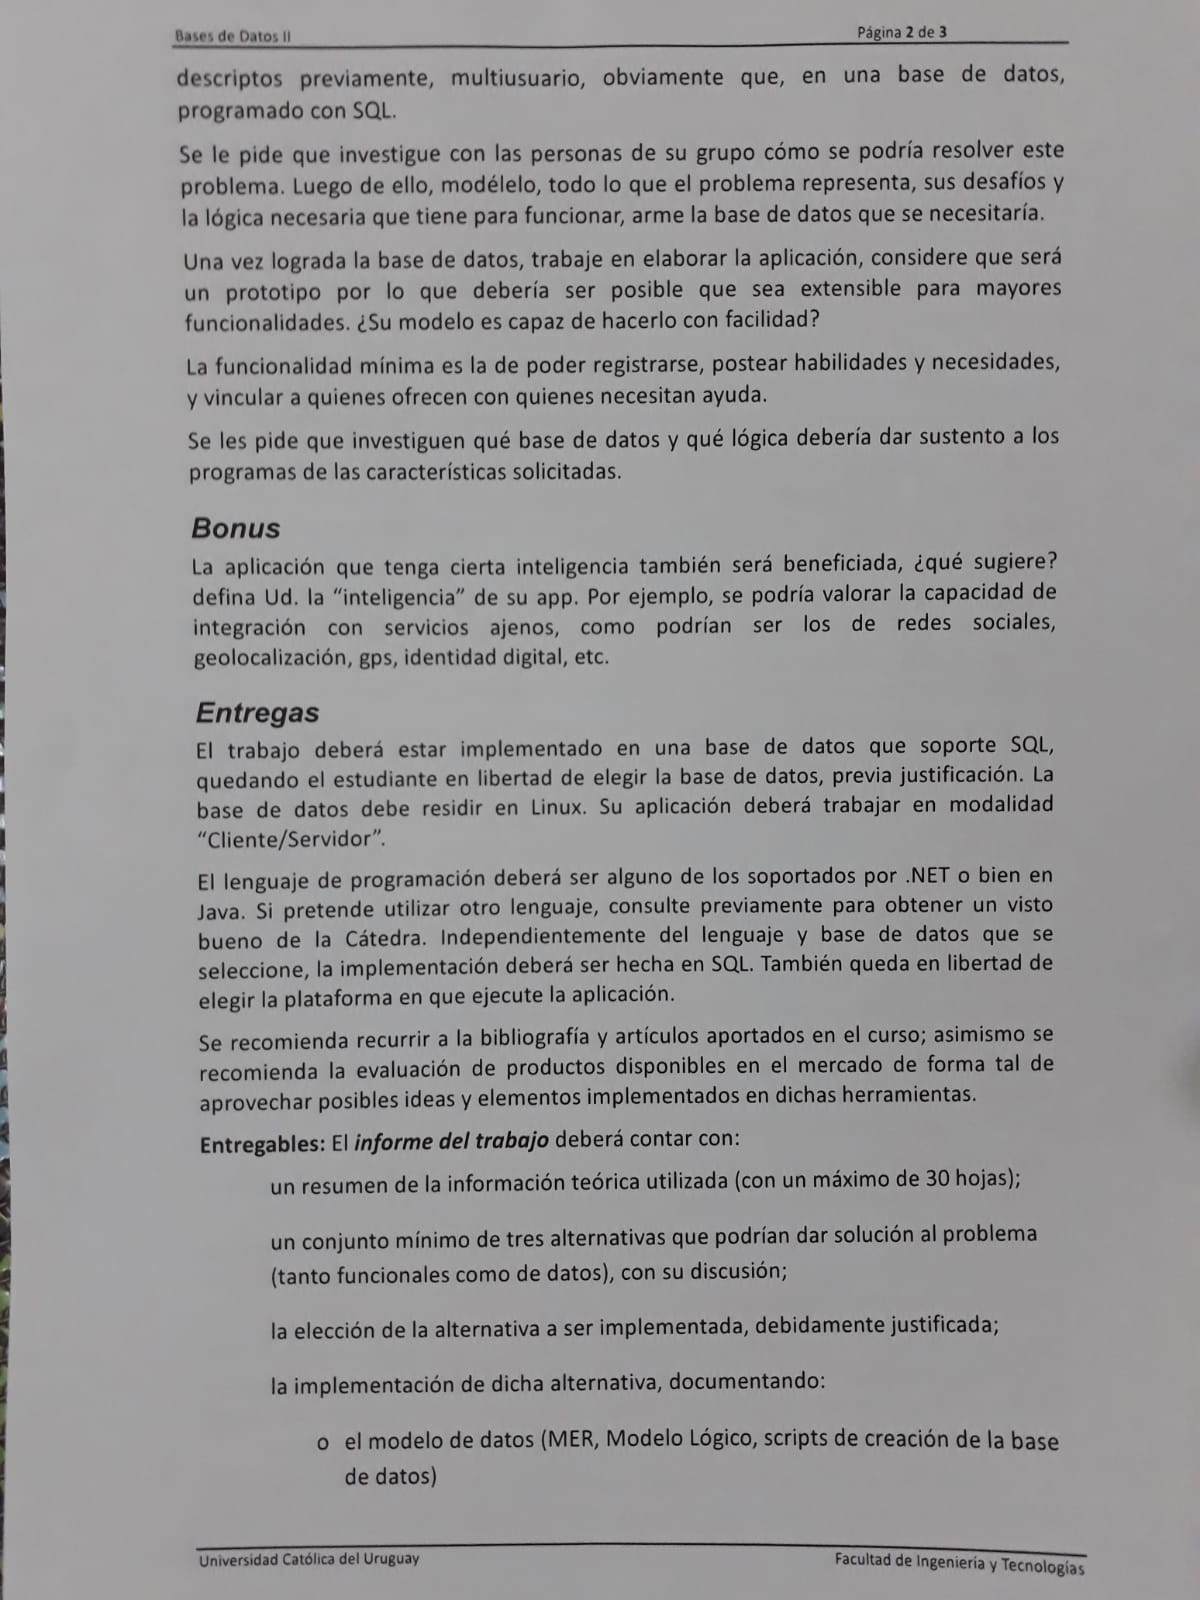 Bases de Datos II
Página 2 de 3
descriptos previamente, multiusuario, obviamente que, en una base de datos,
programado con SQL.
Se le pide que investigue con las personas de su grupo cómo se podría resolver este
problema. Luego de ello, modélelo, todo lo que el problema representa, sus desafíos y
la lógica necesaria que tiene para funcionar, arme la base de datos que se necesitaría.
Una vez lograda la base de datos, trabaje en elaborar la aplicación, considere que será
un prototipo por lo que debería ser posible que sea extensible para mayores
funcionalidades. ¿Su modelo es capaz de hacerlo con facilidad?
La funcionalidad mínima es la de poder registrarse, postear habilidades y necesidades,
y vincular a quienes ofrecen con quienes necesitan ayuda.
Se les pide que investiguen qué base de datos y qué lógica debería dar sustento a los
programas de las características solicitadas.
Bonus
La aplicación que tenga cierta inteligencia también será beneficiada, ¿qué sugiere?
defina Ud. la “inteligencia” de su app. Por ejemplo, se podría valorar la capacidad de
integración con servicios ajenos, como podrían ser los de redes sociales,
geolocalización, gps, identidad digital, etc.
Entregas
El trabajo deberá estar implementado en una base de datos que soporte SQL,
quedando el estudiante en libertad de elegir la base de datos, previa justificación. La
base de datos debe residir en Linux. Su aplicación deberá trabajar en modalidad
“Cliente/Servidor”.
El lenguaje de programación deberá ser alguno de los soportados por .NET o bien en
Java. Si pretende utilizar otro lenguaje, consulte previamente para obtener un visto
bueno de la Cátedra. Independientemente del lenguaje y base de datos que se
seleccione, la implementación deberá ser hecha en SQL. También queda en libertad de
elegir la plataforma en que ejecute la aplicación.
Se recomienda recurrir a la bibliografía y artículos aportados en el curso; asimismo se
recomienda la evaluación de productos disponibles en el mercado de forma tal de
aprovechar posibles ideas y elementos implementados en dichas herramientas.
Entregables: El informe del trabajo deberá contar con:
un resumen de la información teórica utilizada (con un máximo de 30 hojas);
un conjunto mínimo de tres alternativas que podrían dar solución al problema
(tanto funcionales como de datos), con su discusión;
la elección de la alternativa a ser implementada, debidamente justificada;
la implementación de dicha alternativa, documentando:
o el modelo de datos (MER, Modelo Lógico, scripts de creación de la base
de datos)
Universidad Católica del Uruguay
Facultad de Ingeniería y Tecnologías